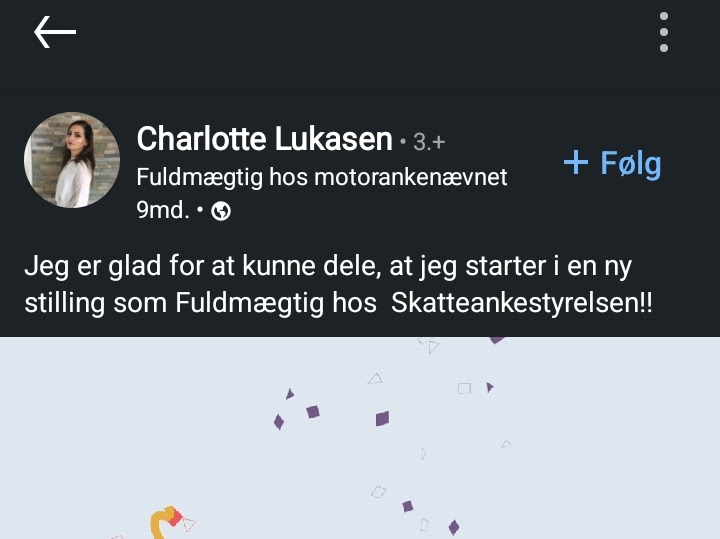 Charlotte Lukasen • 3.+
+ Følg
Fuldmægtig hos motorankenævnet
9md. •
Jeg er glad for at kunne dele, at jeg starter i en ny
stilling som Fuldmægtig hos  Skatteankestyrelsen!!